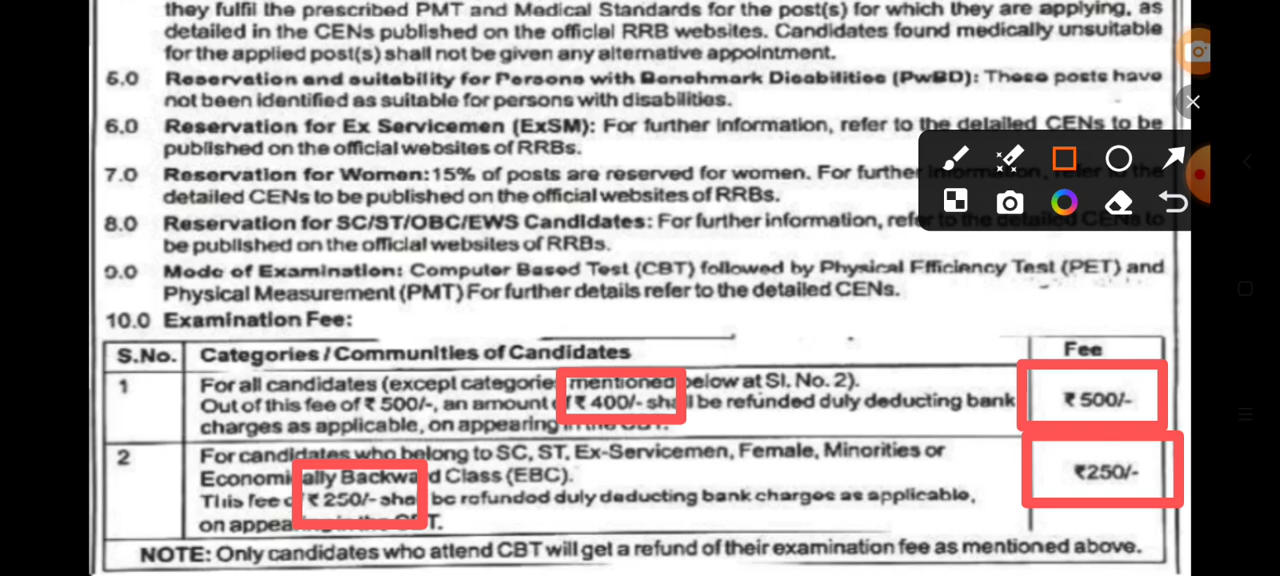 they fulfil the prescribed PMT and Medical Standards for the post(s) for which they are applying, as
detailed in the CENs published on the official RRB websites. Candidates found medically unsuitable
for the applied post(s) shall not be given any alternative appointment.
6.0 Reservation and suitability for Persons with Benchmark Disabilities (PwBD): These posts have
not been identified as suitable for persons with disabilities.
6.0 Reservation for Ex Servicemen (ExSM): For further information, refer to the detailed CENs to be
published on the official websites of RRBs.
7.0 Reservation for Women: 15% of posts are reserved for women. For further information, refer to the
detailed CENs to be published on the official websites of RRBs.
8.0 Reservation for SC/ST/OBC/EWS Candidates: For further information, refer to the detailed CENs to
be published on the official websites of RRBs.
9.0 Mode of Examination: Computer Based Test (CBT) followed by Physical Efficiency Test (PET) and
Physical Measurement (PMT) For further details refer to the detailed CENs.
10.0 Examination Fee:
S.No. Categories / Communities of Candidates Fee
1 For all candidates (except categorie mentioned below at Sl. No. 2).
Out of this fee of ₹ 500/-, an amount of ₹ 400/- shall be refunded duly deducting bank ₹ 500/-
charges as applicable, on appearing in the CBT.
2 For candidates who belong to SC, ST, Ex-Servicemen, Female, Minorities or
Economically Backward Class (EBC). ₹250/-
This fee of ₹ 250/- shall be refunded duly deducting bank charges as applicable,
on appearing in the CBT.
NOTE: Only candidates who attend CBT will get a refund of their examination fee as mentioned above.